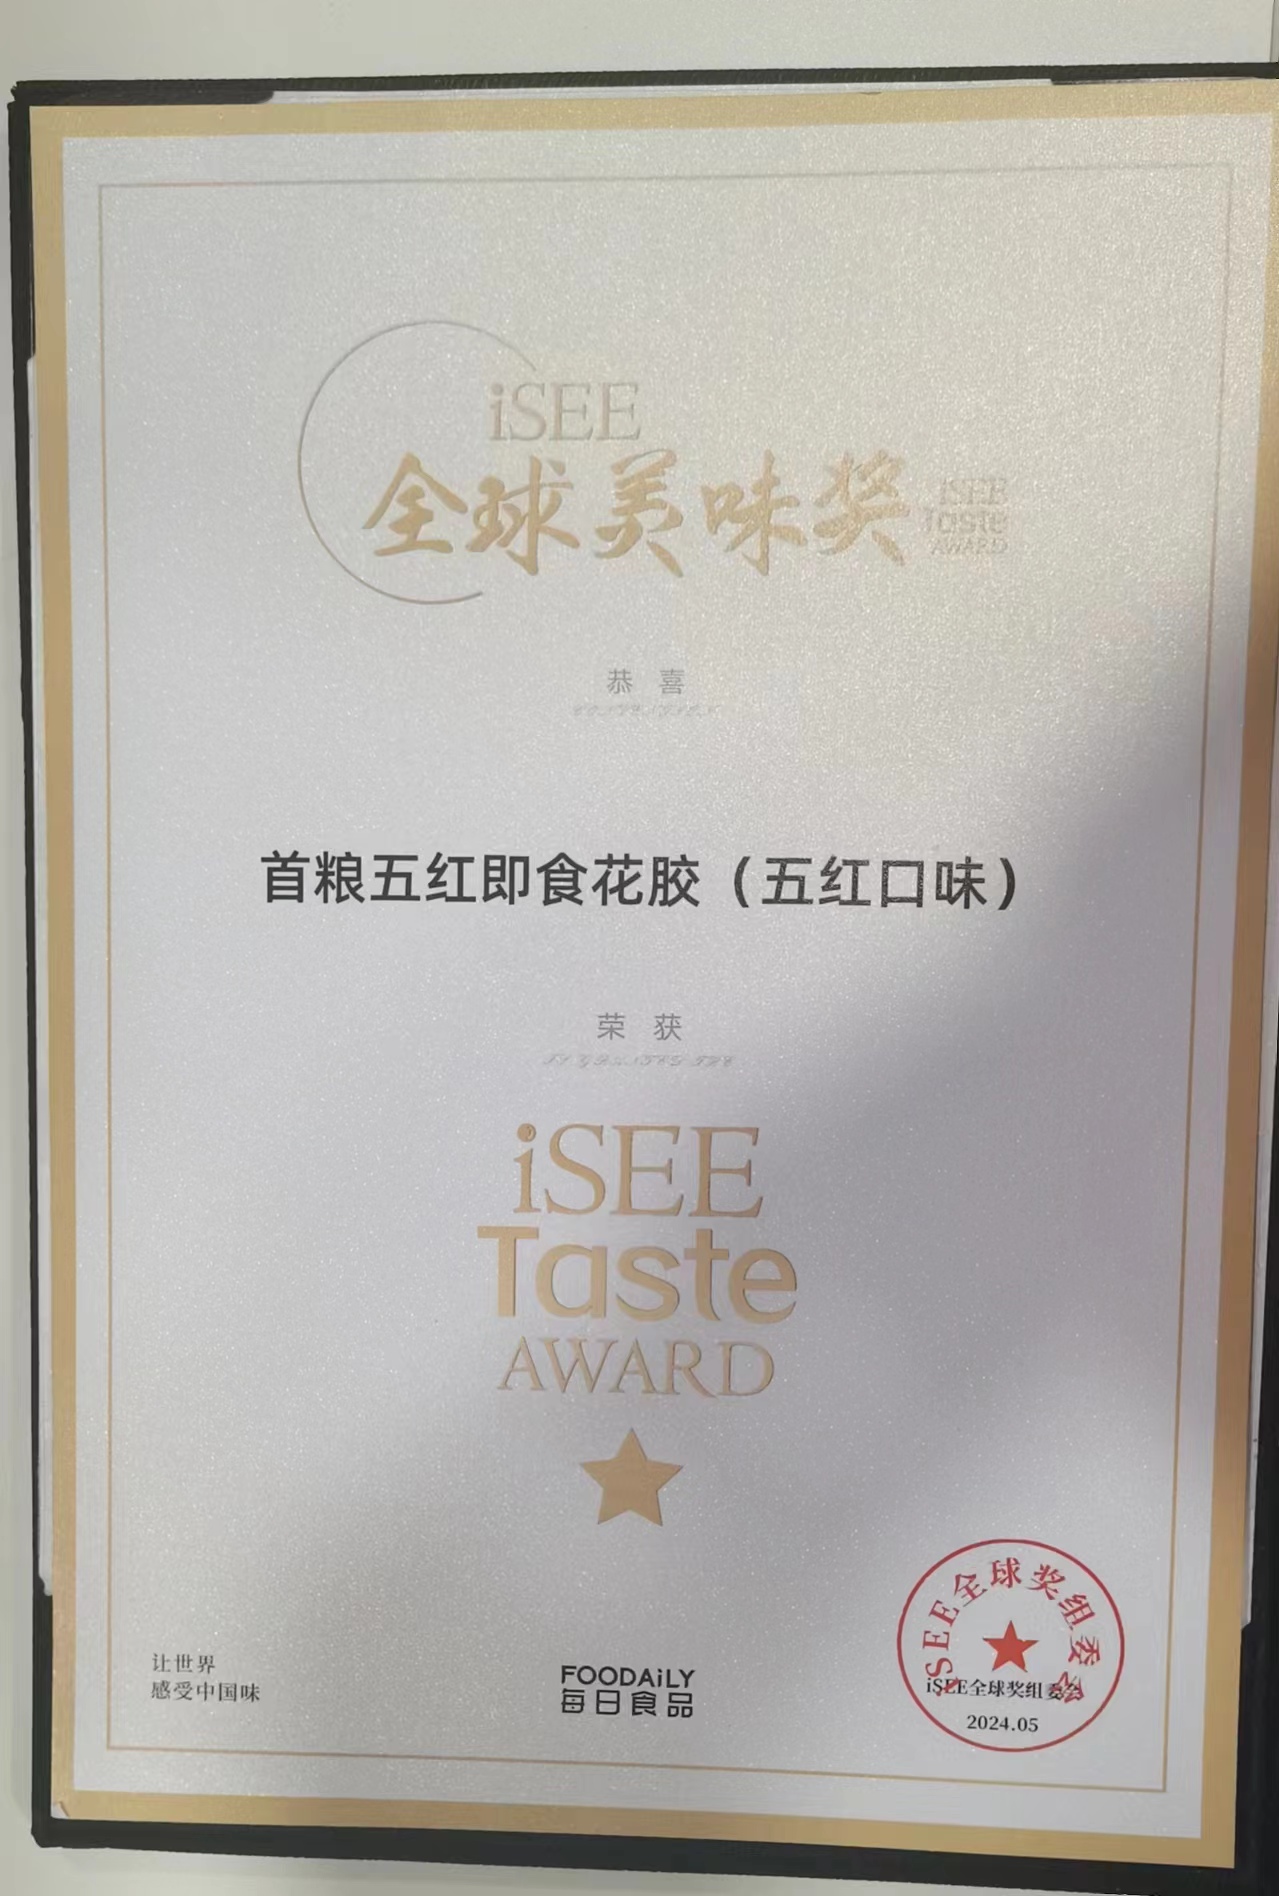 iSEE
全球美味奖
iSEE
Taste
AWARD
恭喜
首粮五红即食花胶（五红口味）
荣获
IS GRANTED THE
iSEE
Taste
AWARD
让世界
感受中国味
FOODAiLY
每日食品
iSEE全球奖组委会
iSEE全球奖组委会
2024.05